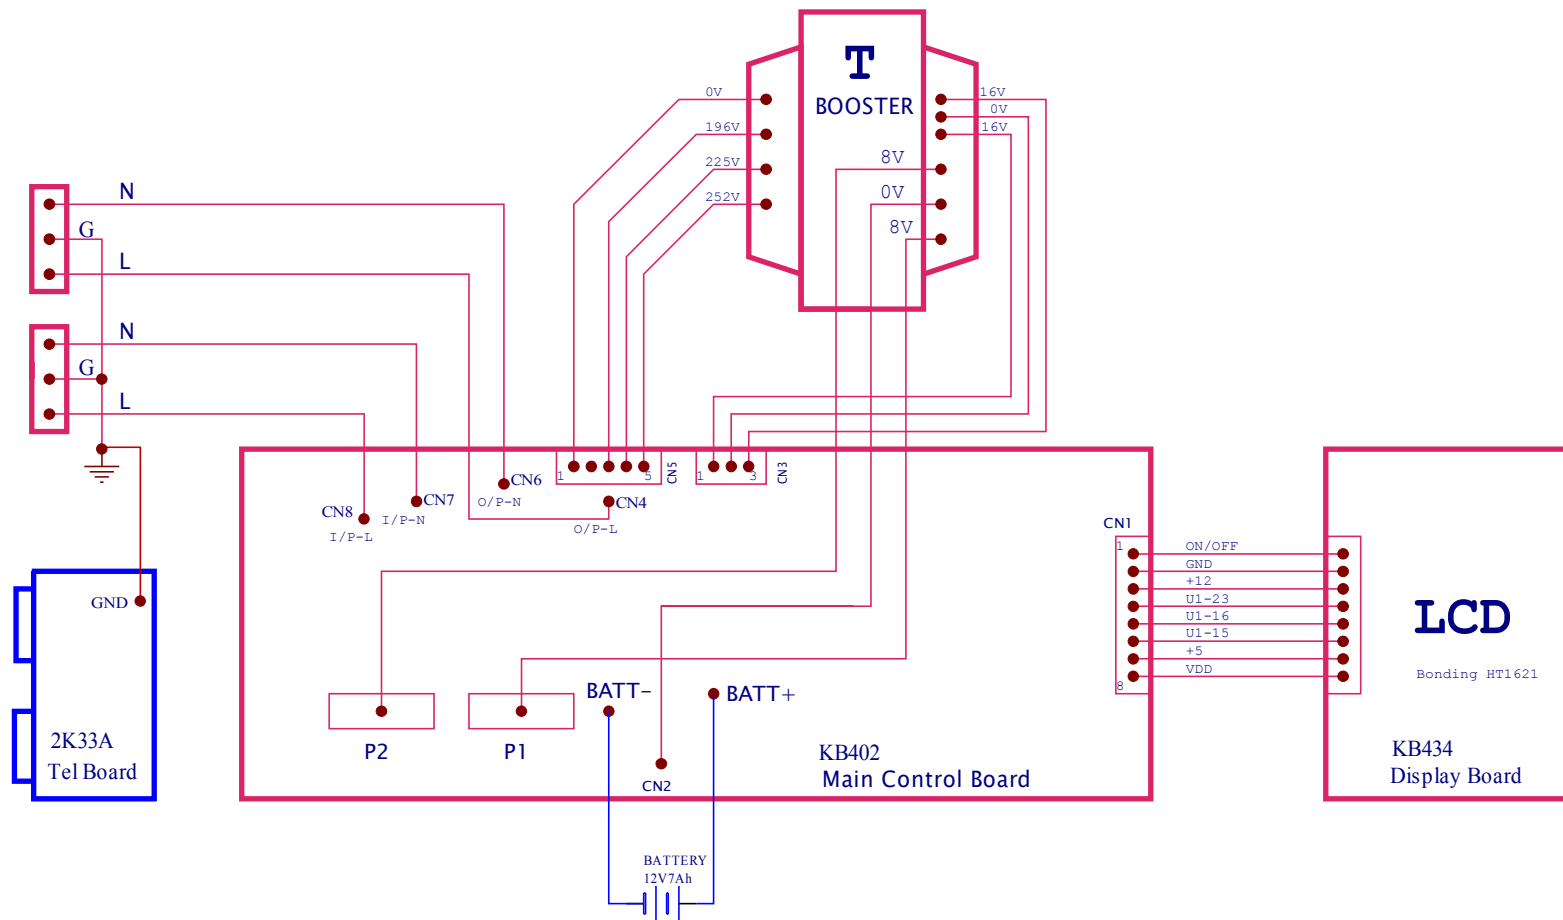 T
BOOSTER
0V
196V
225V
252V
16V
0V
16V
8V
0V
8V
N
G
L
N
G
L
1
5
CN5
1
3
CN3
CN6
O/P-N
CN7
I/P-N
CN8
I/P-L
CN4
O/P-L
CN1
1
8
ON/OFF
GND
+12
U1-23
U1-16
U1-15
+5
VDD
LCD
Bonding HT1621
KB434
Display Board
GND
2K33A
Tel Board
P2
P1
BATT-
BATT+
CN2
KB402
Main Control Board
BATTERY
12V7Ah